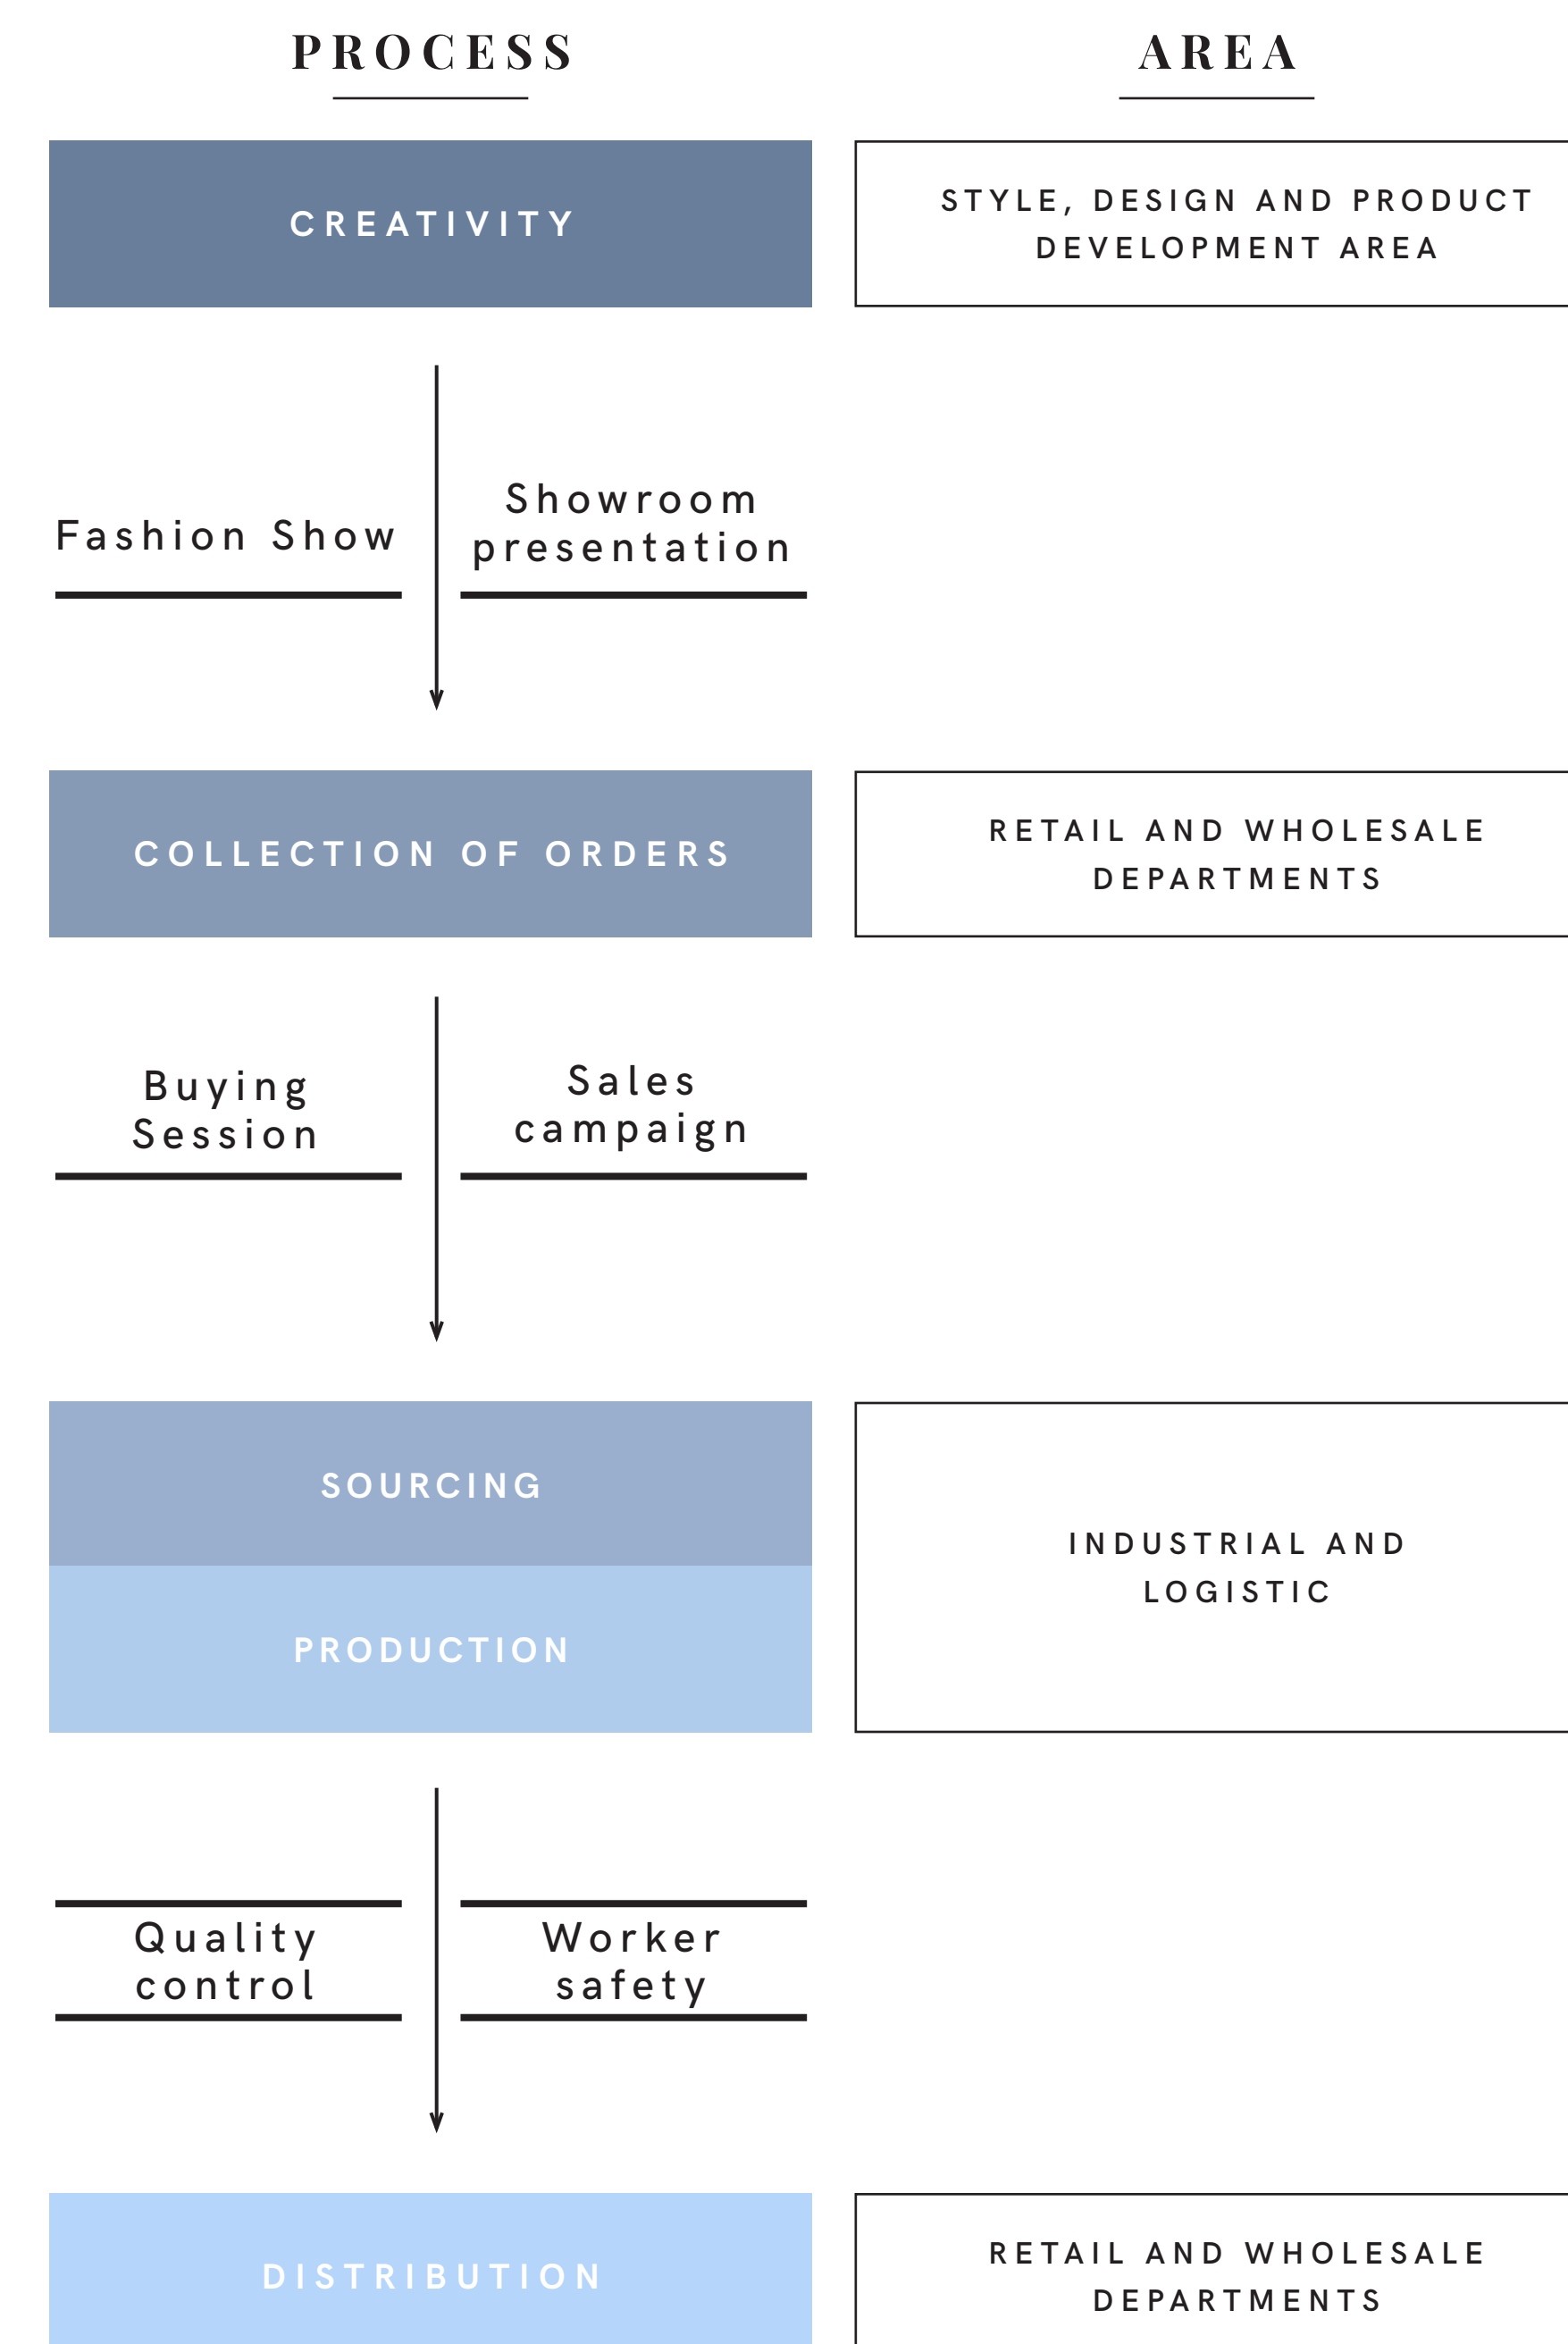 PROCESS
AREA
CREATIVITY
STYLE, DESIGN AND PRODUCT
DEVELOPMENT AREA
Fashion Show
Showroom
presentation
COLLECTION OF ORDERS
RETAIL AND WHOLESALE
DEPARTMENTS
Buying
Session
Sales
campaign
SOURCING
PRODUCTION
INDUSTRIAL AND
LOGISTIC
Quality
control
Worker
safety
DISTRIBUTION
RETAIL AND WHOLESALE
DEPARTMENTS